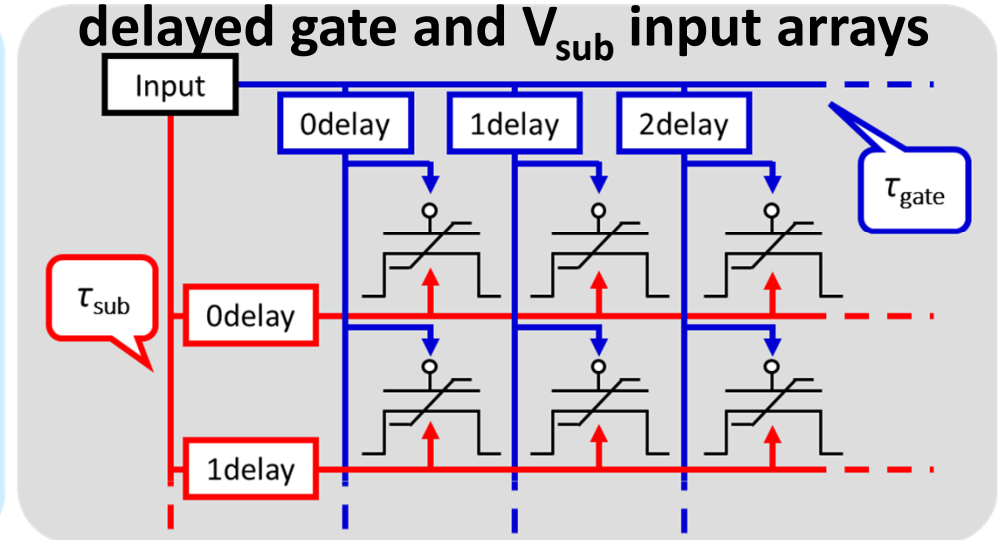 delayed gate and Vsub input arrays
Input
0delay
1delay
2delay
τgate
τsub
0delay
1delay